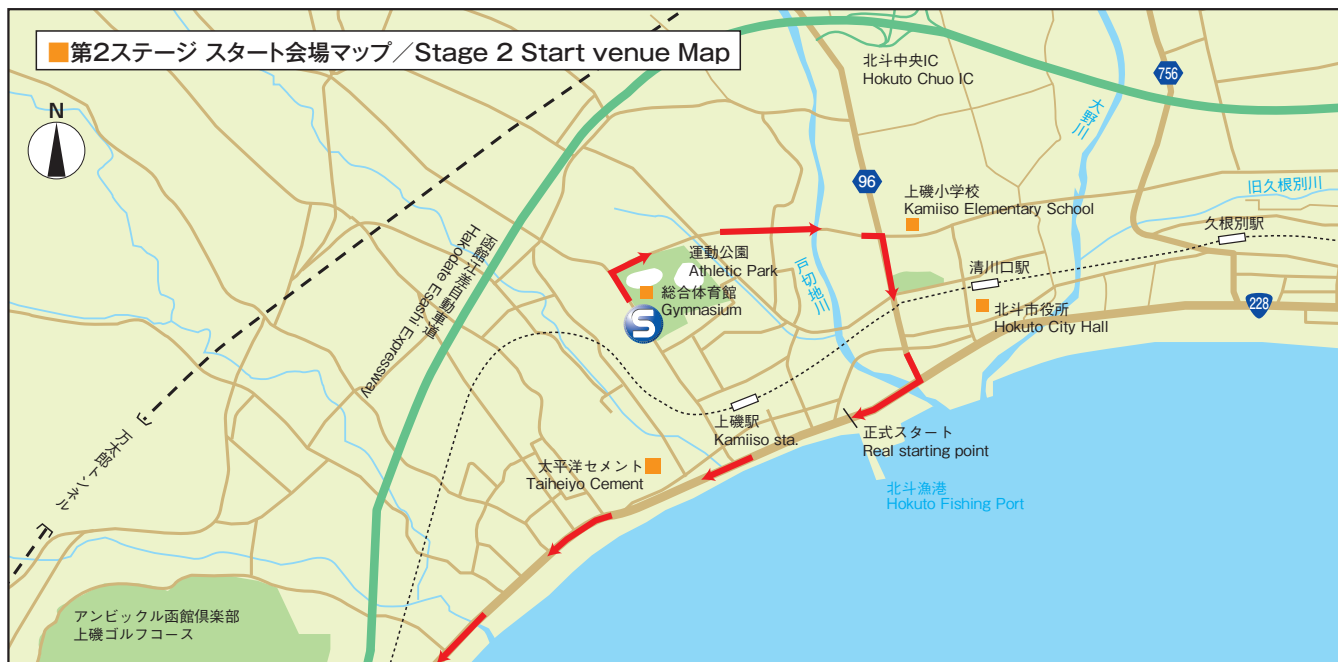 ■第2ステージ スタート会場マップ／Stage 2 Start venue Map
N
北斗中央IC
Hokuto Chuo IC
756
大野川
96
上磯小学校
Kamiiso Elementary School
旧久根別川
久根別駅
運動公園
Athletic Park
戸切地川
清川口駅
函館江差自動車道
Hakodate Esashi Expressway
総合体育館
Gymnasium
S
北斗市役所
Hokuto City Hall
228
上磯駅
Kamiiso sta.
正式スタート
Real starting point
万太郎トンネル
太平洋セメント
Taiheiyo Cement
北斗漁港
Hokuto Fishing Port
アンビックル函館倶楽部
上磯ゴルフコース